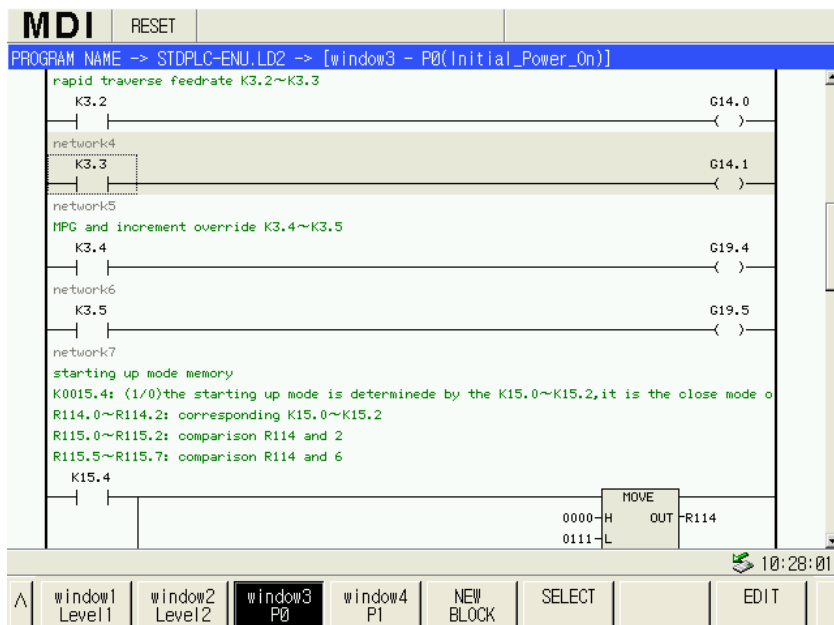 MDI RESET
PROGRAM NAME -> STDPLC-ENU.LD2 -> [window3 - P0(Initial_Power_On)]
rapid traverse feedrate K3.2～K3.3
K3.2 G14.0
network4
K3.3 G14.1
network5
MPG and increment override K3.4～K3.5
K3.4 G19.4
network6
K3.5 G19.5
network7
starting up mode memory
K0015.4: (1/0)the starting up mode is determinede by the K15.0～K15.2,it is the close mode o
R114.0～R114.2: corresponding K15.0～K15.2
R115.0～R115.2: comparison R114 and 2
R115.5～R115.7: comparison R114 and 6
K15.4
MOVE
0000 H OUT R114
0111 L
10:28:01
window1 window2 window3 window4 NEW SELECT EDIT
Level1 Level2 P0 P1 BLOCK